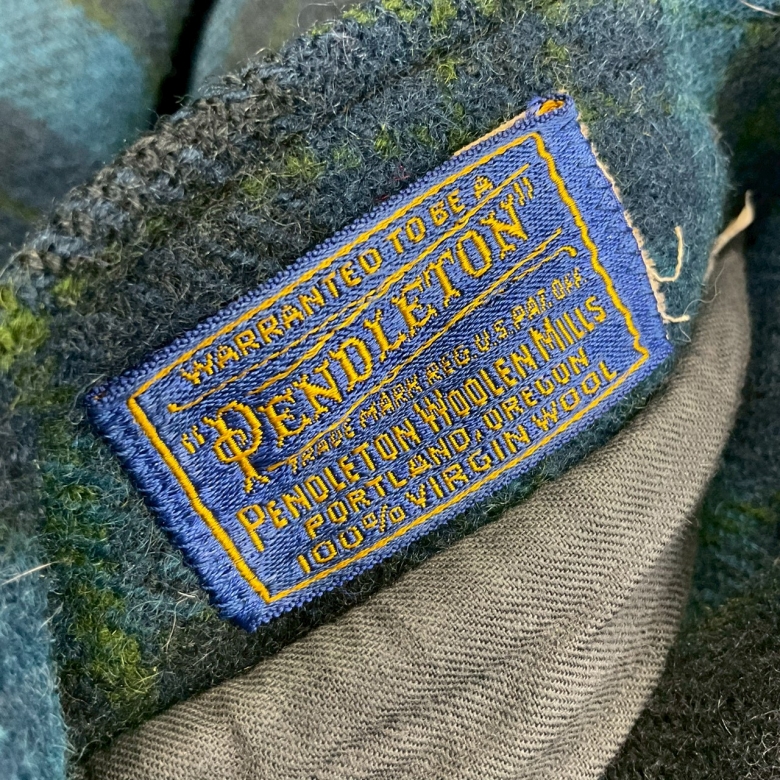 WARRANTED TO BE A
"PENDLETON"
TRADE MARK REG. U.S. PAT. OFF.
PENDLETON WOOLEN MILLS
PORTLAND, OREGON
100% VIRGIN WOOL